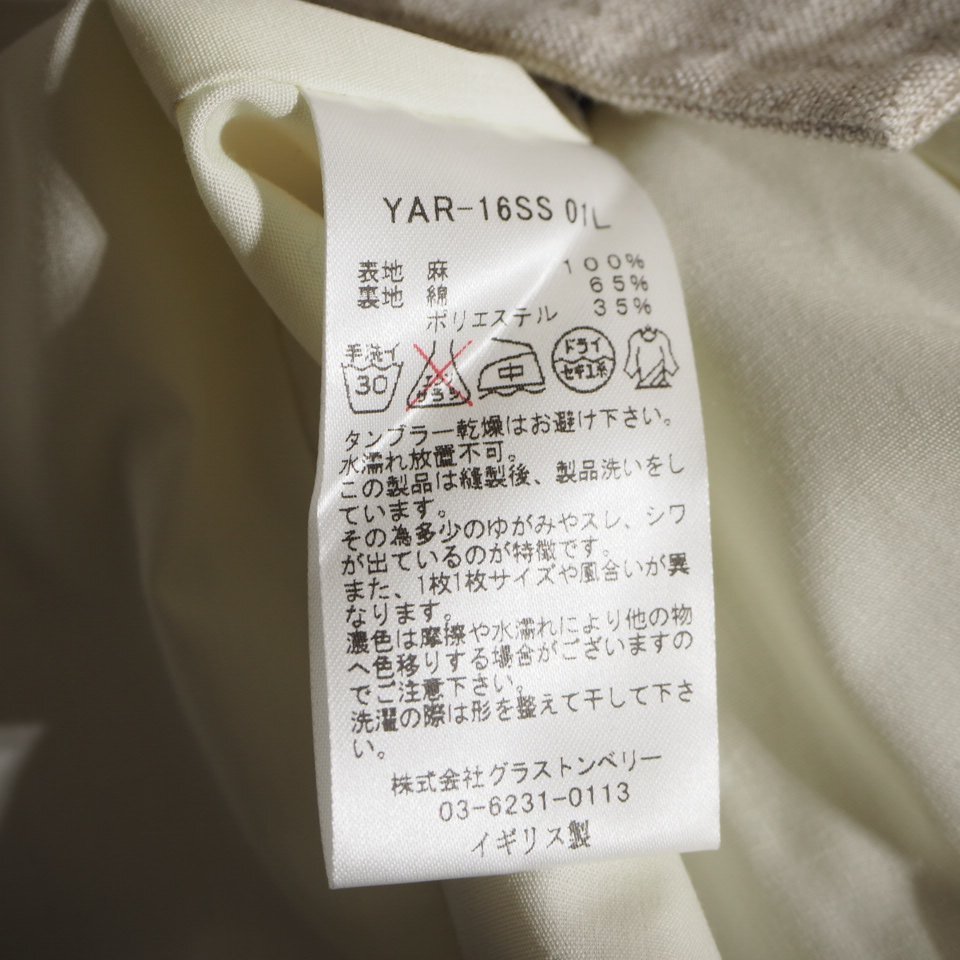 YAR-16SS 01L
表地 麻 100%
裏地 綿 65%
ポリエステル 35%
手洗イ
30
エンソサラシ
中
ドライ
セキユ系
タンブラー乾燥はお避け下さい。
水濡れ放置不可。
この製品は縫製後、製品洗いをし
ています。
その為多少のゆがみやスレ、シワ
が出ているのが特徴です。
また、1枚1枚サイズや風合いが異
なります。
濃色は摩擦や水濡れにより他の物
へ色移りする場合がございますの
でご注意下さい。
洗濯の際は形を整えて干して下さ
い。
株式会社グラストンベリー
03-6231-0113
イギリス製